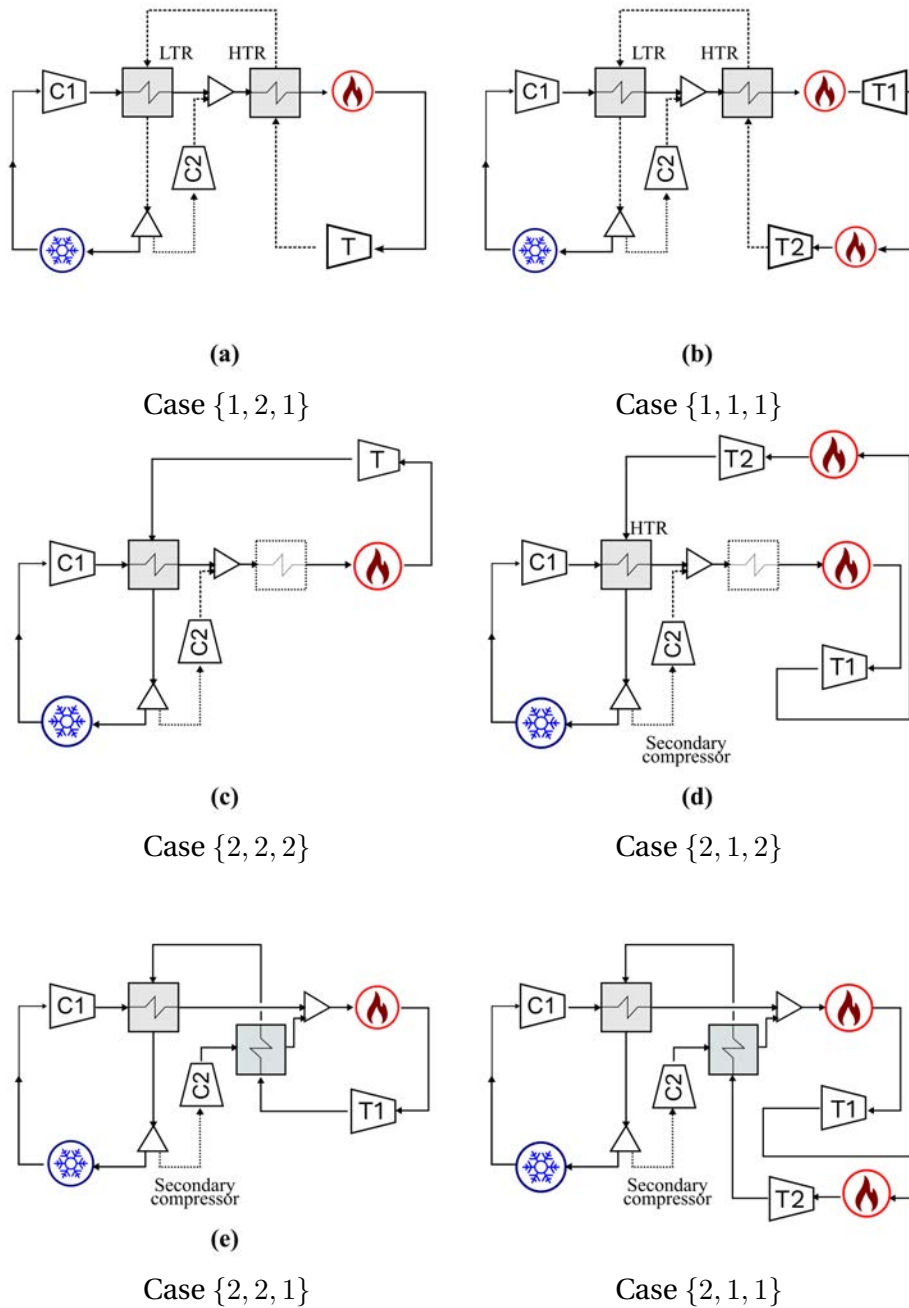 LTR HTR
C1
C2
T
(a)
Case {1, 2, 1}
LTR HTR
C1 T1
C2
T2
(b)
Case {1, 1, 1}
T
C1
C2
(c)
Case {2, 2, 2}
T2
HTR
C1
C2
T1
Secondary
compressor
(d)
Case {2, 1, 2}
C1
C2
T1
Secondary
compressor
(e)
Case {2, 2, 1}
C1
C2
T1
Secondary
compressor
T2
Case {2, 1, 1}